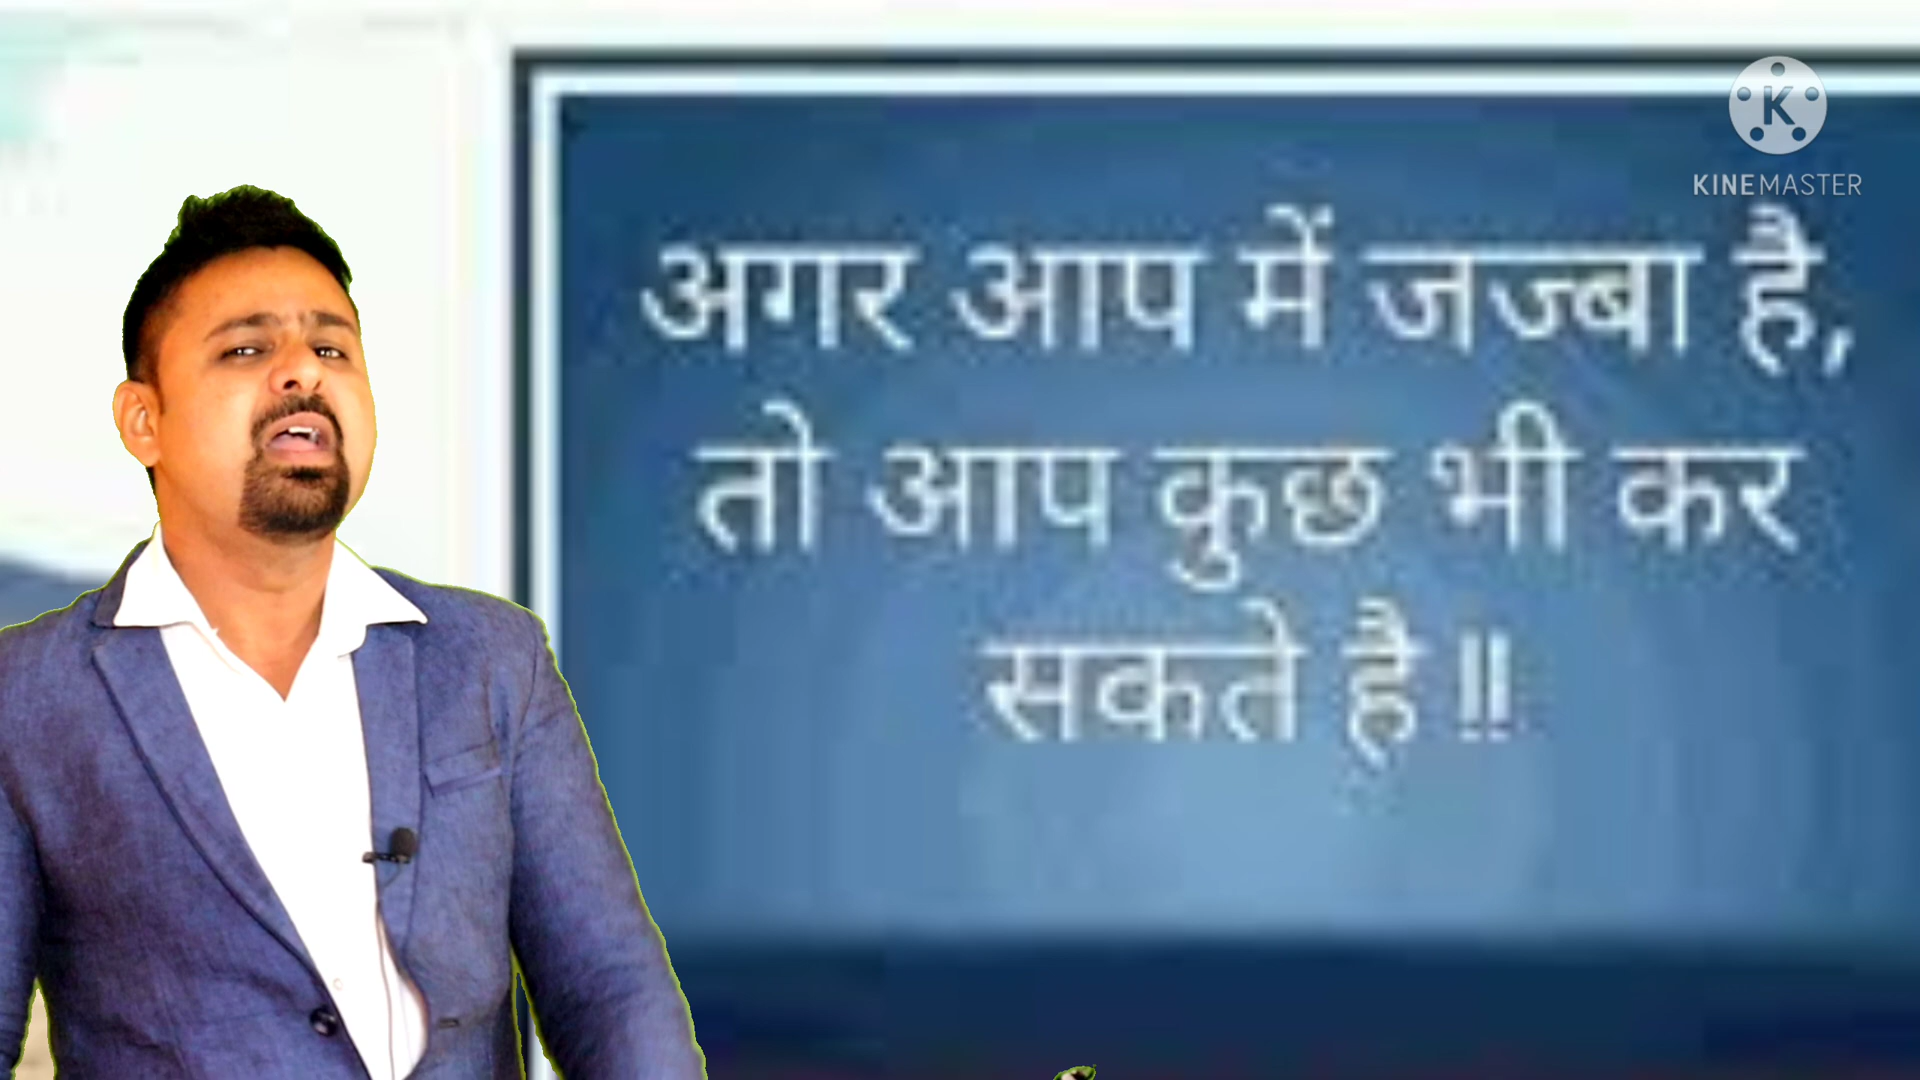 KINEMASTER
अगर आप में जज्बा है,
तो आप कुछ भी कर
सकते है !!